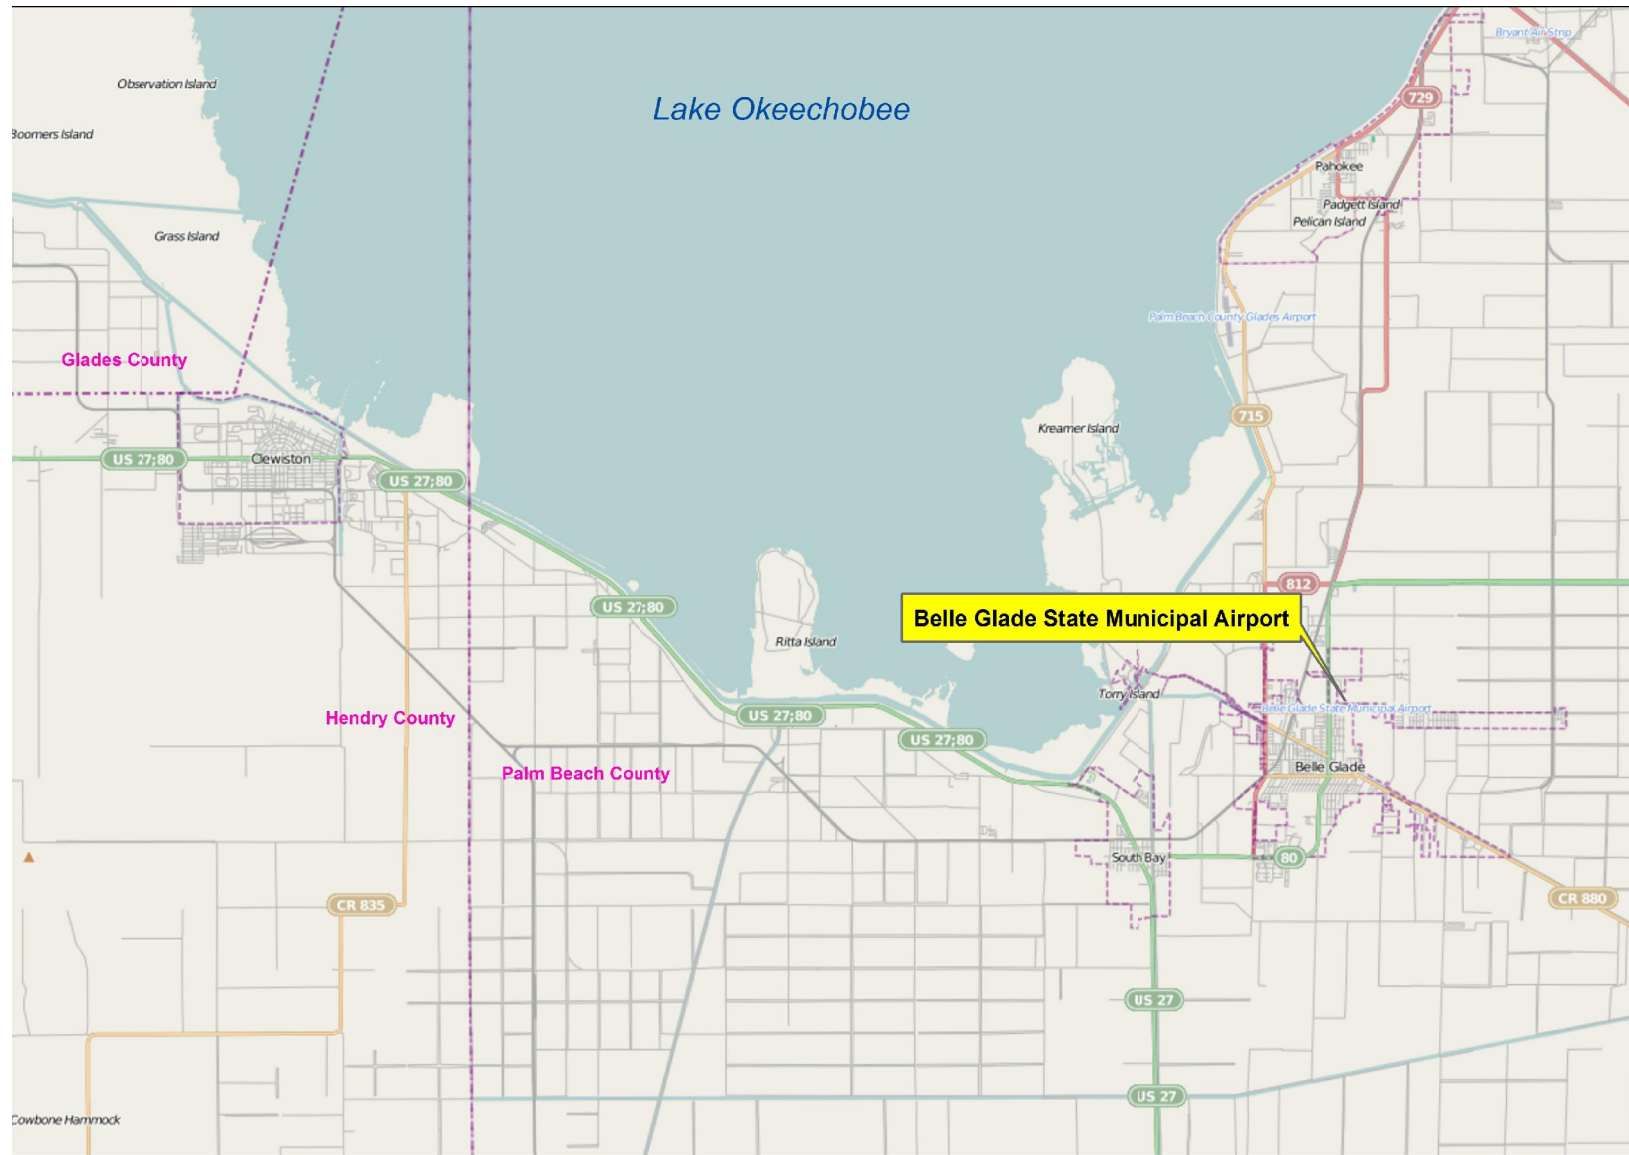 Bryant Air Strip
Observation Island
729
Lake Okeechobee
Boomers Island
Pahokee
Padgett Island
Pelican Island
Grass Island
Palm Beach County Glades Airport
Glades County
715
Kreamer Island
US 27;80
Clewiston
US 27;80
812
US 27;80
Belle Glade State Municipal Airport
Ritta Island
Torry Island
Belle Glade State Municipal Airport
Hendry County
US 27;80
US 27;80
Palm Beach County
Belle Glade
South Bay
80
CR 835
CR 880
US 27
US 27
Cowbone Hammock